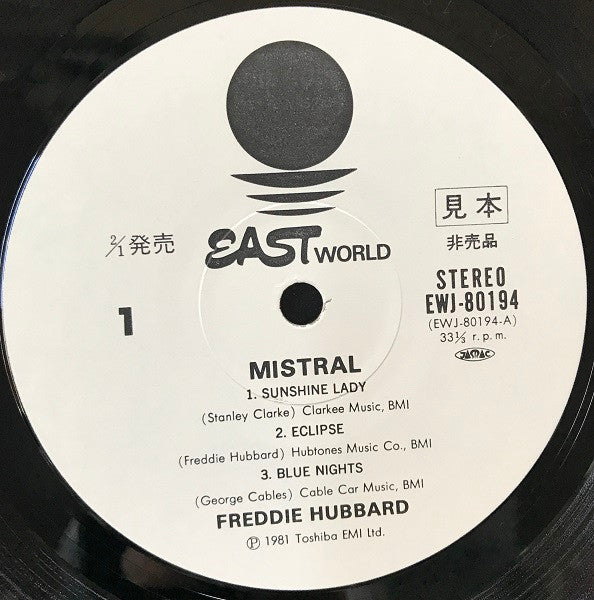 見本
非売品
2/1 発売
EAST WORLD
STEREO
EWJ-80194
(EWJ-80194-A)
33⅓ r.p.m.
JASRAC
1
MISTRAL
1. SUNSHINE LADY
(Stanley Clarke) Clarkee Music, BMI
2. ECLIPSE
(Freddie Hubbard) Hubtones Music Co., BMI
3. BLUE NIGHTS
(George Cables) Cable Car Music, BMI
FREDDIE HUBBARD
Ⓟ 1981 Toshiba EMI Ltd.